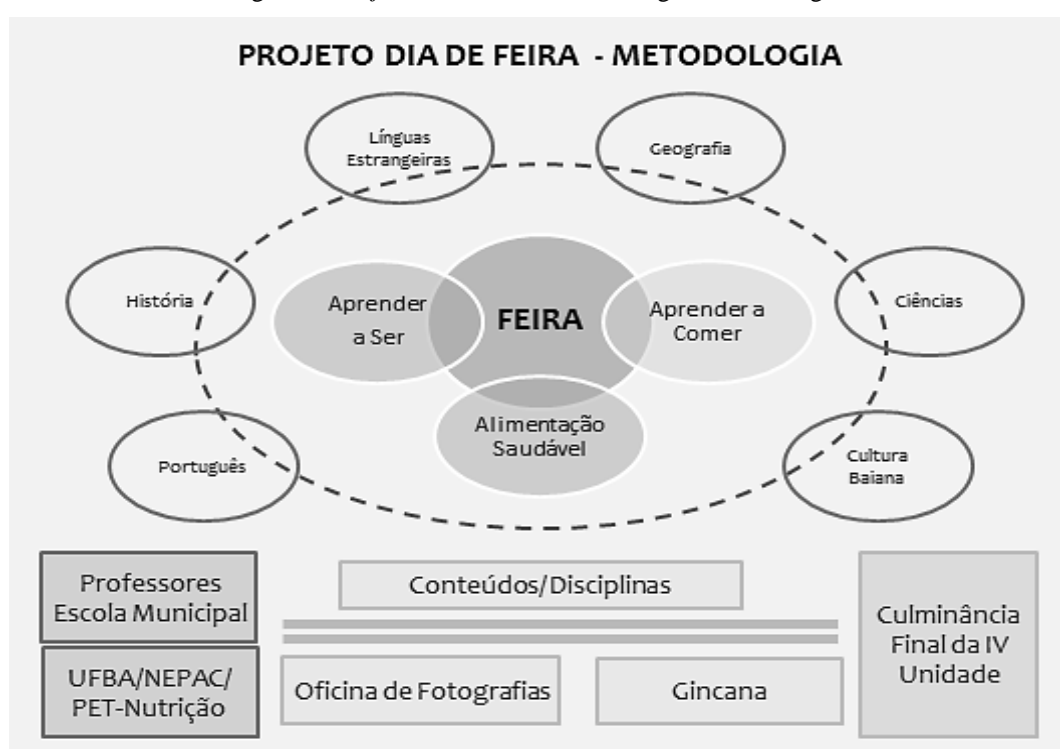 PROJETO DIA DE FEIRA - METODOLOGIA
Línguas
Estrangeiras
Geografia
História
Aprender
a Ser
FEIRA
Aprender a
Comer
Ciências
Alimentação
Saudável
Português
Cultura
Baiana
Professores
Escola Municipal
Conteúdos/Disciplinas
Culminância
Final da IV
Unidade
UFBA/NEPAC/
PET-Nutrição
Oficina de Fotografias
Gincana